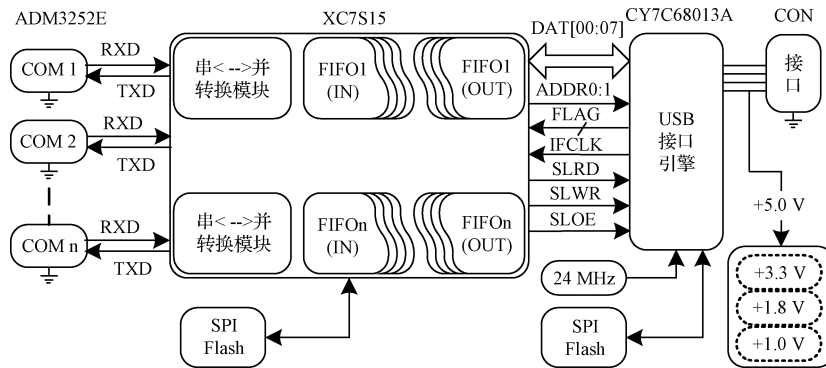 ADM3252E
XC7S15
CY7C68013A
CON
COM 1
RXD
TXD
串< -->并
转换模块
FIFO1
(IN)
FIFO1
(OUT)
DAT[00:07]
ADDR0:1
FLAG
IFCLK
SLRD
SLWR
SLOE
USB
接口
引擎
接
口
COM 2
RXD
TXD
COM n
RXD
TXD
串< -->并
转换模块
FIFOn
(IN)
FIFOn
(OUT)
+5.0 V
24 MHz
+3.3 V
+1.8 V
+1.0 V
SPI
Flash
SPI
Flash